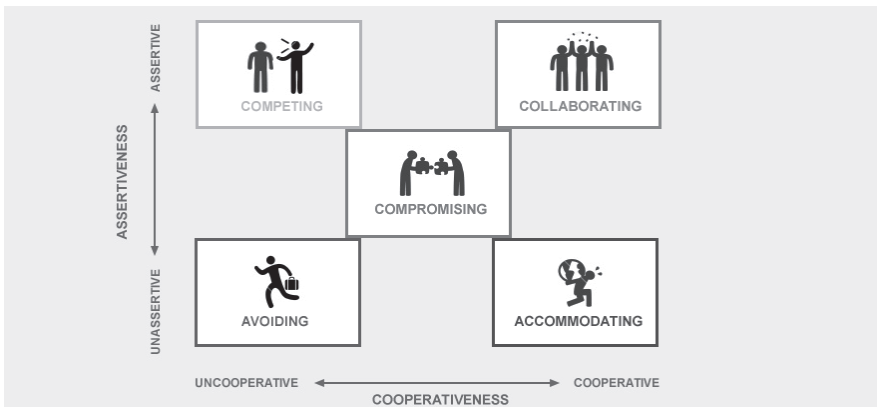 ASSERTIVE
COMPETING
COLLABORATING
ASSERTIVENESS
COMPROMISING
UNASSERTIVE
AVOIDING
ACCOMMODATING
UNCOOPERATIVE
COOPERATIVE
COOPERATIVENESS